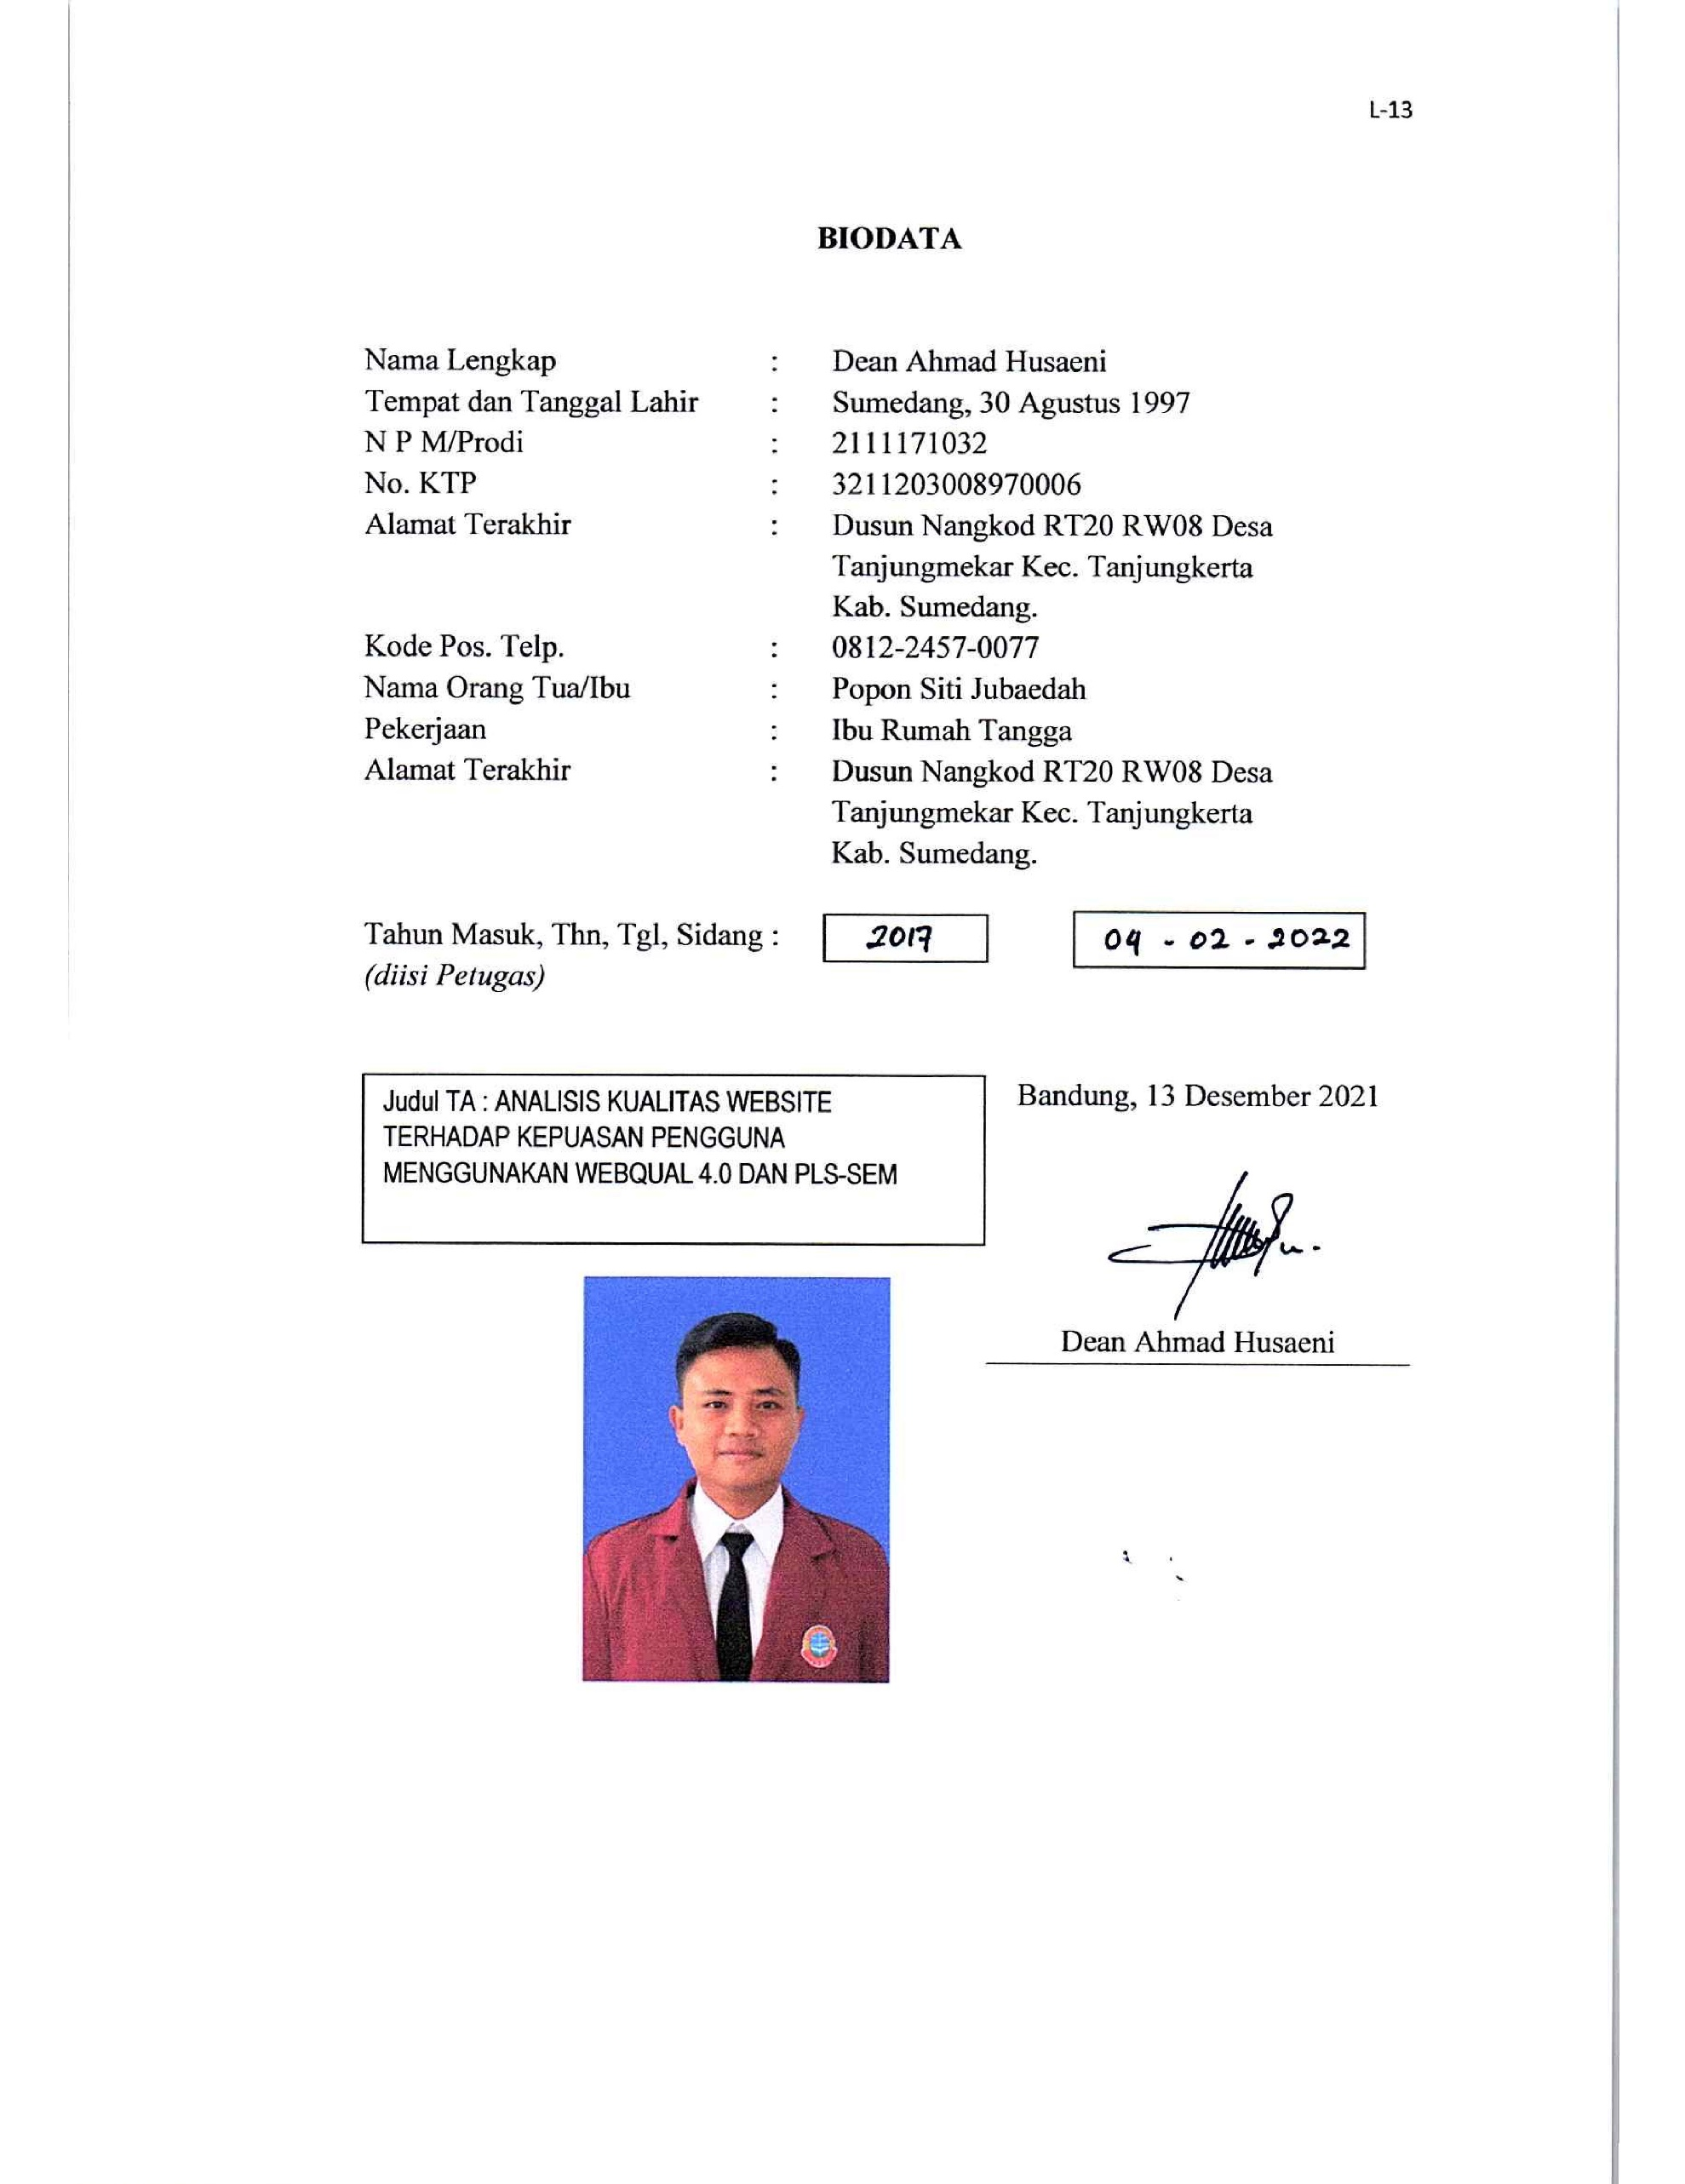 L-13
BIODATA
Nama Lengkap : Dean Ahmad Husaeni
Tempat dan Tanggal Lahir : Sumedang, 30 Agustus 1997
N P M/Prodi : 2111171032
No. KTP : 3211203008970006
Alamat Terakhir : Dusun Nangkod RT20 RW08 Desa
Tanjungmekar Kec. Tanjungkerta
Kab. Sumedang.
Kode Pos. Telp. : 0812-2457-0077
Nama Orang Tua/Ibu : Popon Siti Jubaedah
Pekerjaan : Ibu Rumah Tangga
Alamat Terakhir : Dusun Nangkod RT20 RW08 Desa
Tanjungmekar Kec. Tanjungkerta
Kab. Sumedang.
Tahun Masuk, Thn, Tgl, Sidang : 2017 04 - 02 - 2022
(diisi Petugas)
Judul TA : ANALISIS KUALITAS WEBSITE
TERHADAP KEPUASAN PENGGUNA
MENGGUNAKAN WEBQUAL 4.0 DAN PLS-SEM
Bandung, 13 Desember 2021
Dean Ahmad Husaeni